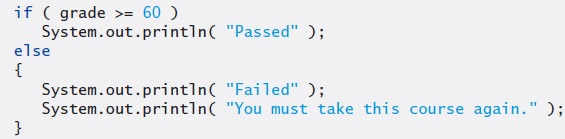 if ( grade >= 60 )
   System.out.println( "Passed" );
else
{
   System.out.println( "Failed" );
   System.out.println( "You must take this course again." );
}